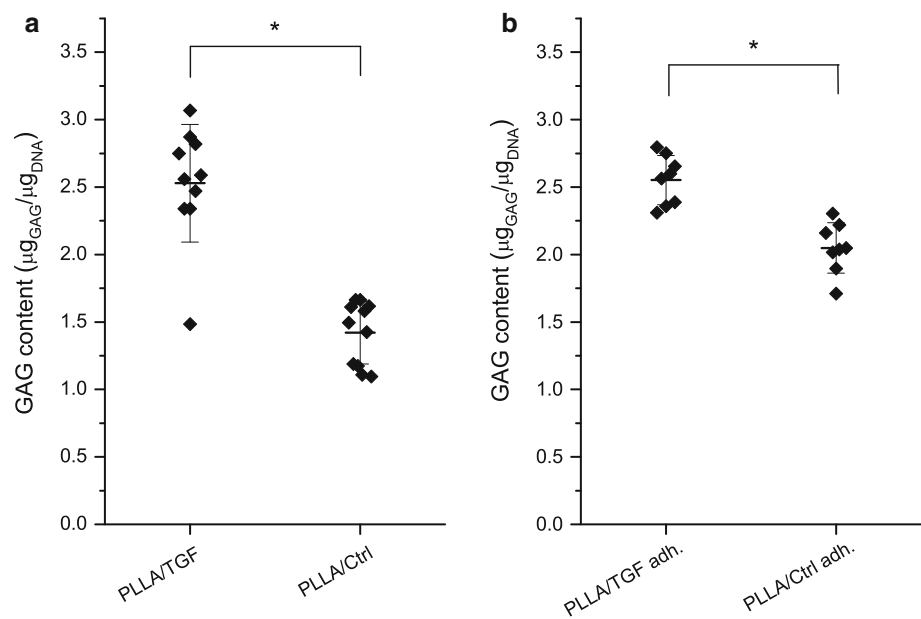 a
*
3.5
3.0
2.5
2.0
1.5
1.0
0.5
0.0
GAG content (µgGAG/µgDNA)
PLLA/TGF
PLLA/Ctrl
b
*
3.5
3.0
2.5
2.0
1.5
1.0
0.5
0.0
GAG content (µgGAG/µgDNA)
PLLA/TGF adh.
PLLA/Ctrl adh.